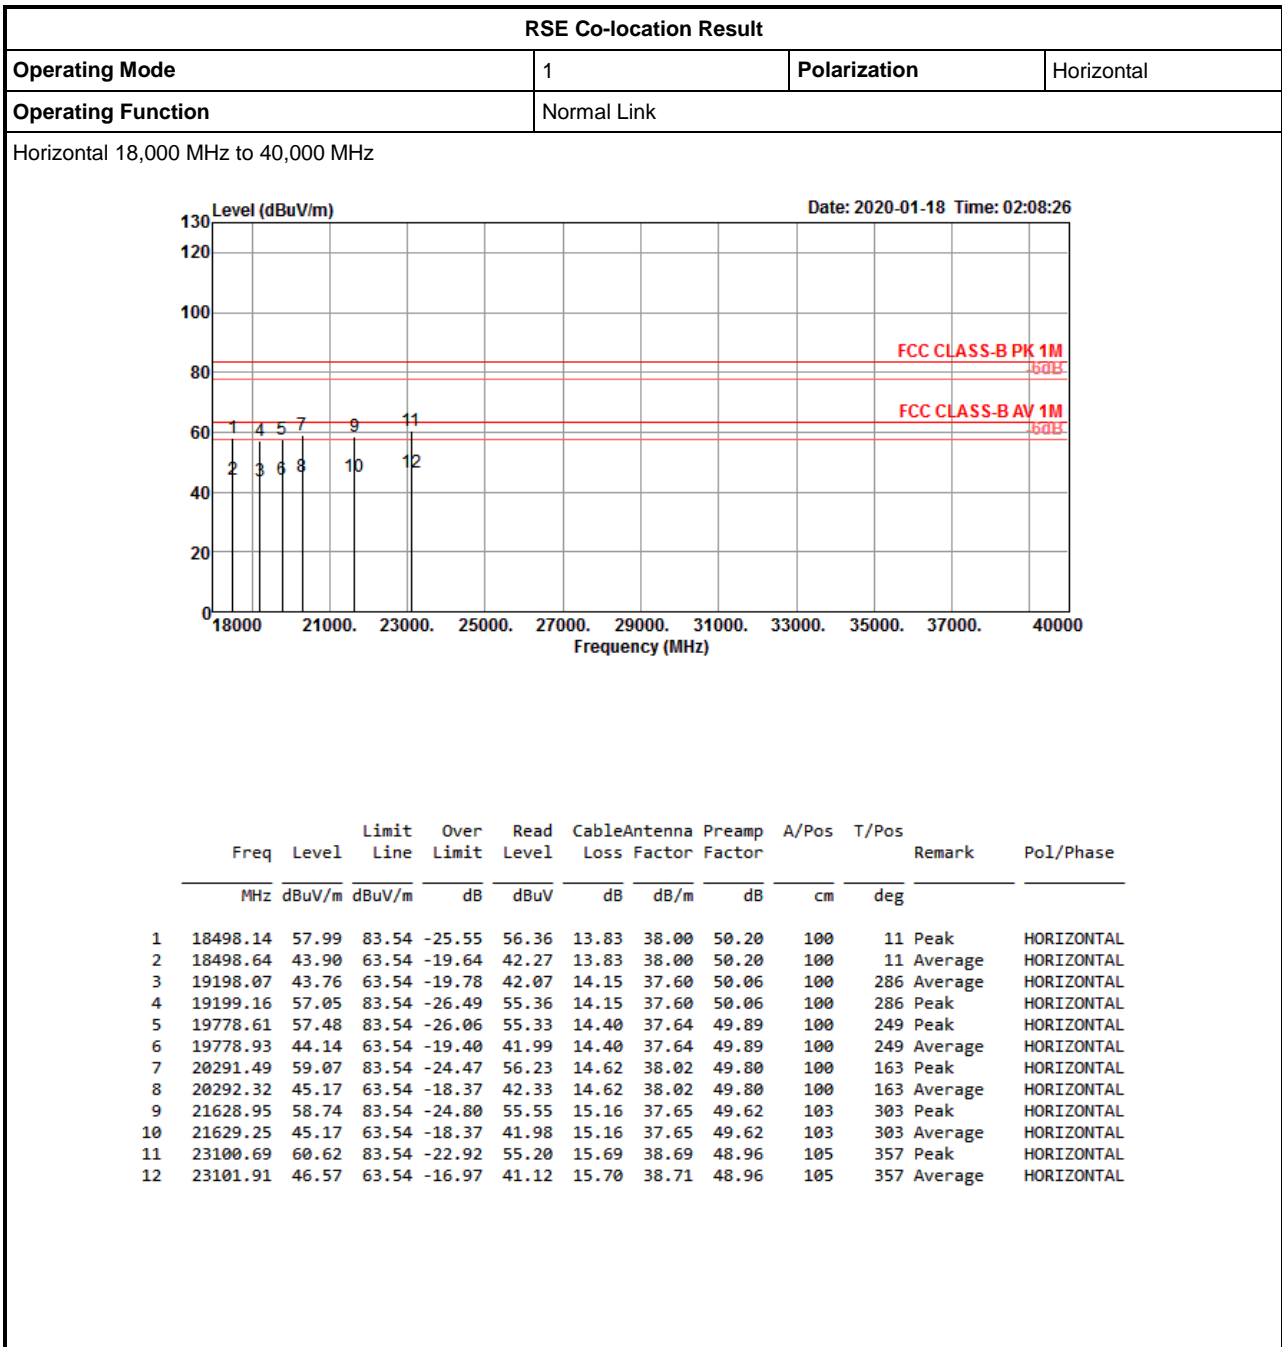 RSE Co-location Result
Operating Mode 1 Polarization Horizontal
Operating Function Normal Link
Horizontal 18,000 MHz to 40,000 MHz
Level (dBuV/m) Date: 2020-01-18 Time: 02:08:26
130
120
100
FCC CLASS-B PK 1M
80 -6dB
FCC CLASS-B AV 1M
60 -6dB
1 4 5 7 9 11
2 3 6 8 10 12
40
20
0
18000 21000. 23000. 25000. 27000. 29000. 31000. 33000. 35000. 37000. 40000
Frequency (MHz)
Limit Over Read Cable Antenna Preamp A/Pos T/Pos
Freq Level Line Limit Level Loss Factor Factor Remark Pol/Phase
MHz dBuV/m dBuV/m dB dBuV dB dB/m dB cm deg
1 18498.14 57.99 83.54 -25.55 56.36 13.83 38.00 50.20 100 11 Peak HORIZONTAL
2 18498.64 43.90 63.54 -19.64 42.27 13.83 38.00 50.20 100 11 Average HORIZONTAL
3 19198.07 43.76 63.54 -19.78 42.07 14.15 37.60 50.06 100 286 Average HORIZONTAL
4 19199.16 57.05 83.54 -26.49 55.36 14.15 37.60 50.06 100 286 Peak HORIZONTAL
5 19778.61 57.48 83.54 -26.06 55.33 14.40 37.64 49.89 100 249 Peak HORIZONTAL
6 19778.93 44.14 63.54 -19.40 41.99 14.40 37.64 49.89 100 249 Average HORIZONTAL
7 20291.49 59.07 83.54 -24.47 56.23 14.62 38.02 49.80 100 163 Peak HORIZONTAL
8 20292.32 45.17 63.54 -18.37 42.33 14.62 38.02 49.80 100 163 Average HORIZONTAL
9 21628.95 58.74 83.54 -24.80 55.55 15.16 37.65 49.62 103 303 Peak HORIZONTAL
10 21629.25 45.17 63.54 -18.37 41.98 15.16 37.65 49.62 103 303 Average HORIZONTAL
11 23100.69 60.62 83.54 -22.92 55.20 15.69 38.69 48.96 105 357 Peak HORIZONTAL
12 23101.91 46.57 63.54 -16.97 41.12 15.70 38.71 48.96 105 357 Average HORIZONTAL